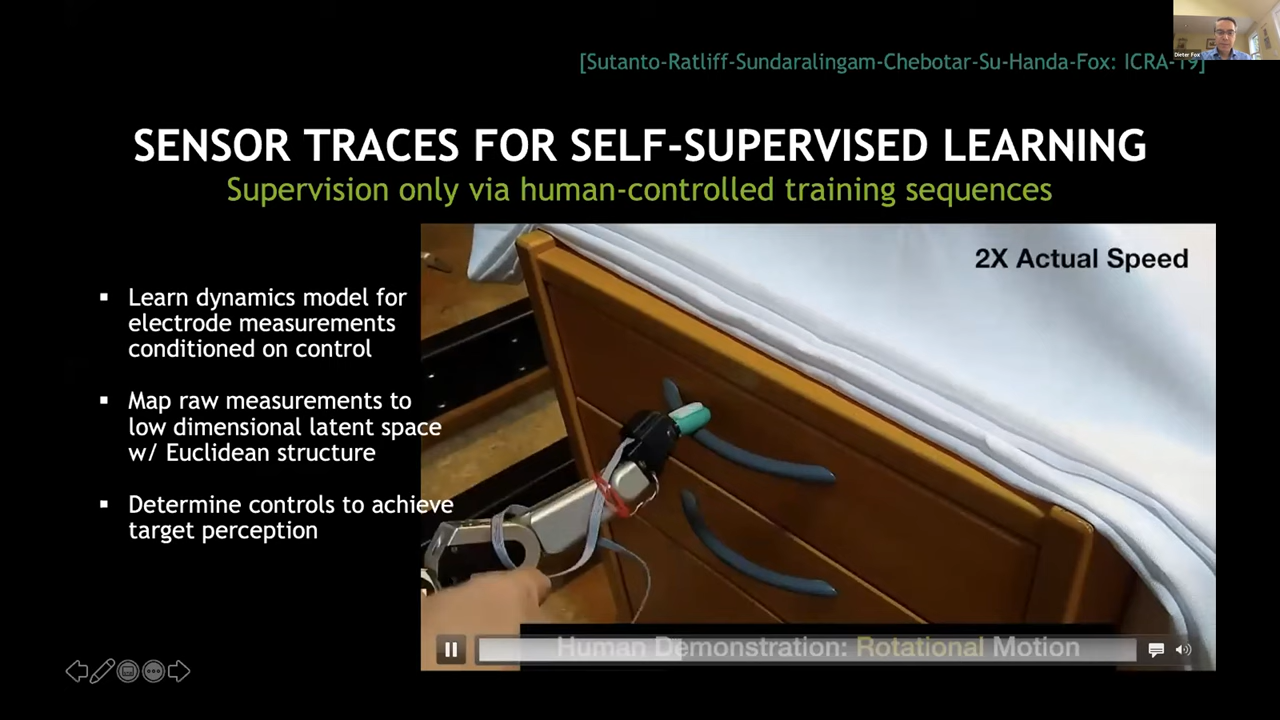 Dieter Fox
[Sutanto-Ratliff-Sundaralingam-Chebotar-Su-Handa-Fox: ICRA-19]
SENSOR TRACES FOR SELF-SUPERVISED LEARNING
Supervision only via human-controlled training sequences
2X Actual Speed
▪ Learn dynamics model for
electrode measurements
conditioned on control
▪ Map raw measurements to
low dimensional latent space
w/ Euclidean structure
▪ Determine controls to achieve
target perception
Human Demonstration: Rotational Motion